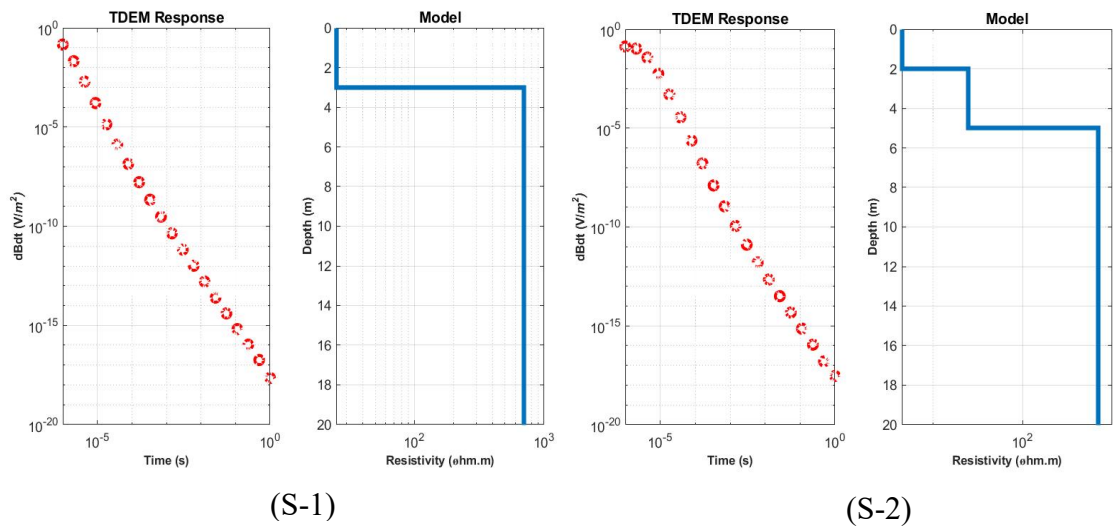 TDEM Response
10^0
10^-5
10^-10
10^-15
10^-20
dBdt (V/m^2)
10^-5
10^0
Time (s)
Model
0
2
4
6
8
10
12
14
16
18
20
Depth (m)
10^2
10^3
Resistivity (øhm.m)
(S-1)
TDEM Response
10^0
10^-5
10^-10
10^-15
10^-20
dBdt (V/m^2)
10^-5
10^0
Time (s)
Model
0
2
4
6
8
10
12
14
16
18
20
Depth (m)
10^2
Resistivity (øhm.m)
(S-2)